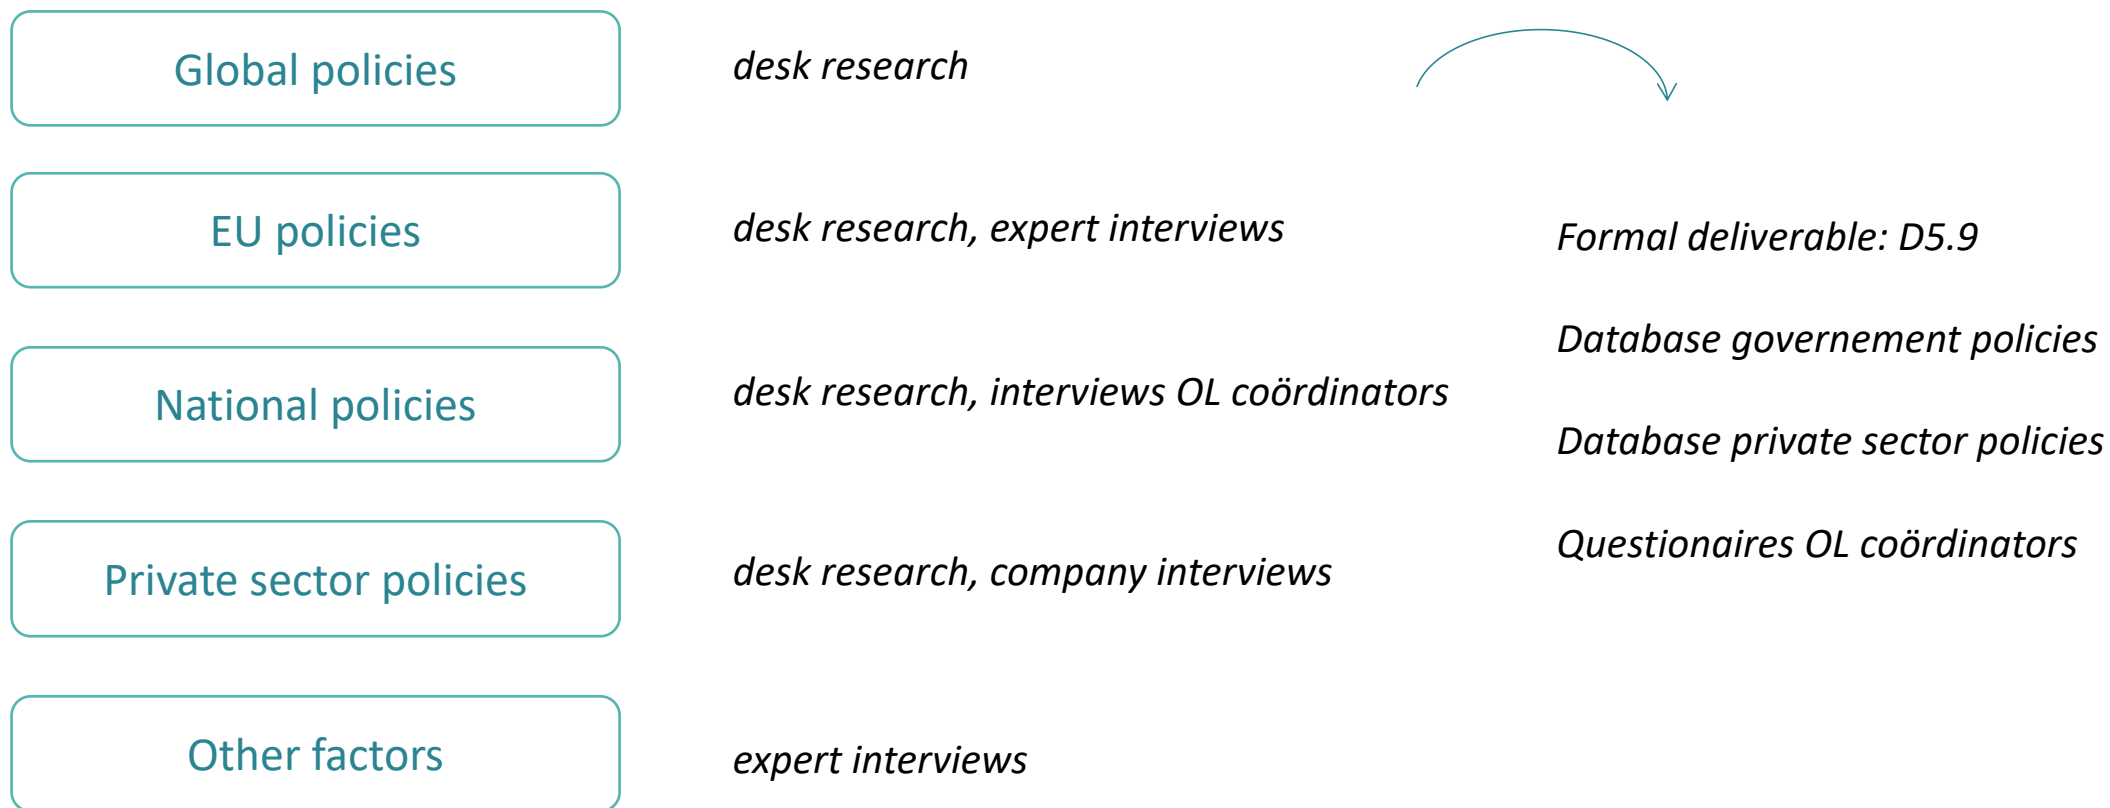 Global policies
desk research
EU policies
desk research, expert interviews
National policies
desk research, interviews OL coördinators
Private sector policies
desk research, company interviews
Other factors
expert interviews
Formal deliverable: D5.9
Database governement policies
Database private sector policies
Questionaires OL coördinators